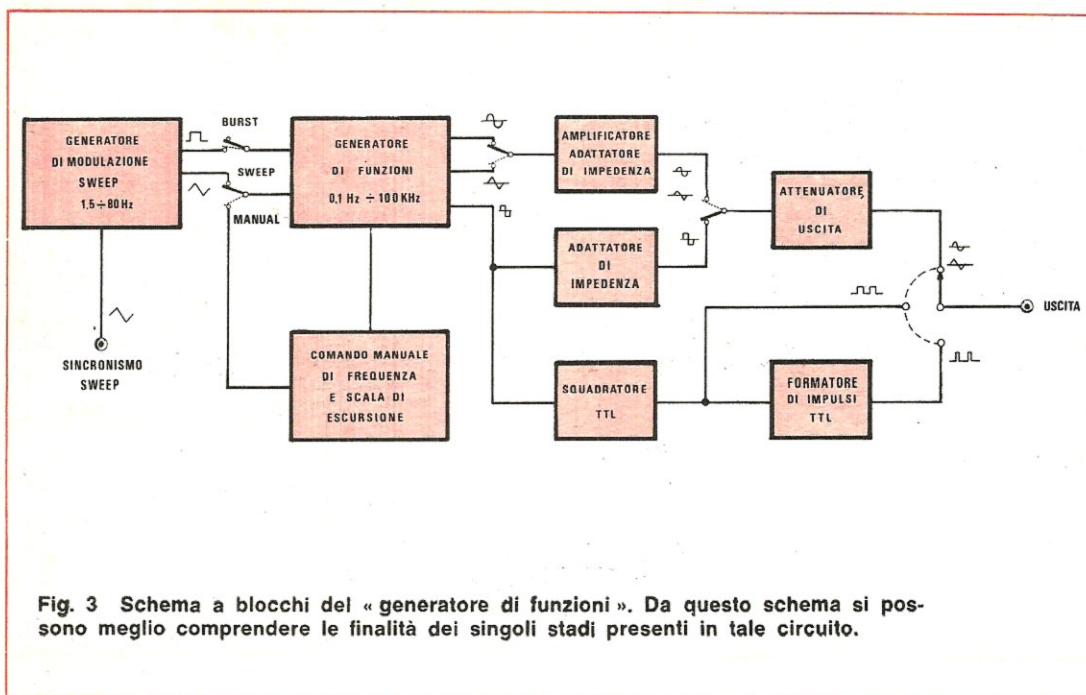 GENERATORE
DI MODULAZIONE
SWEEP
1,5÷80Hz
BURST
SWEEP
MANUAL
GENERATORE
DI FUNZIONI
0,1 Hz ÷ 100 KHz
AMPLIFICATORE
ADATTATORE
DI IMPEDENZA
ADATTATORE
DI
IMPEDENZA
ATTENUATORE
DI
USCITA
USCITA
SINCRONISMO
SWEEP
COMANDO MANUALE
DI FREQUENZA
E SCALA DI
ESCURSIONE
SQUADRATORE
TTL
FORMATORE
DI IMPULSI
TTL
Fig. 3 Schema a blocchi del « generatore di funzioni ». Da questo schema si pos-
sono meglio comprendere le finalità dei singoli stadi presenti in tale circuito.